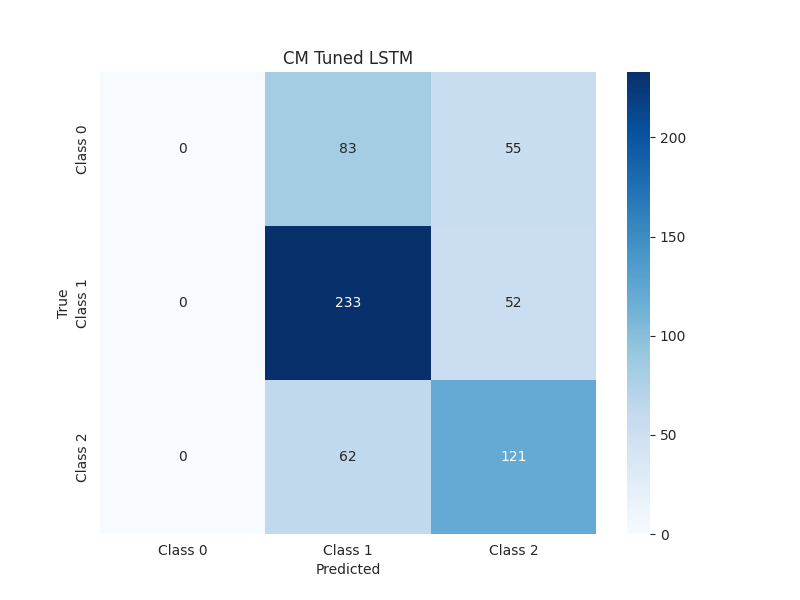 CM Tuned LSTM
True
Class 0
0 83 55
Class 1
0 233 52
Class 2
0 62 121
Class 0 Class 1 Class 2
Predicted
200
150
100
50
0